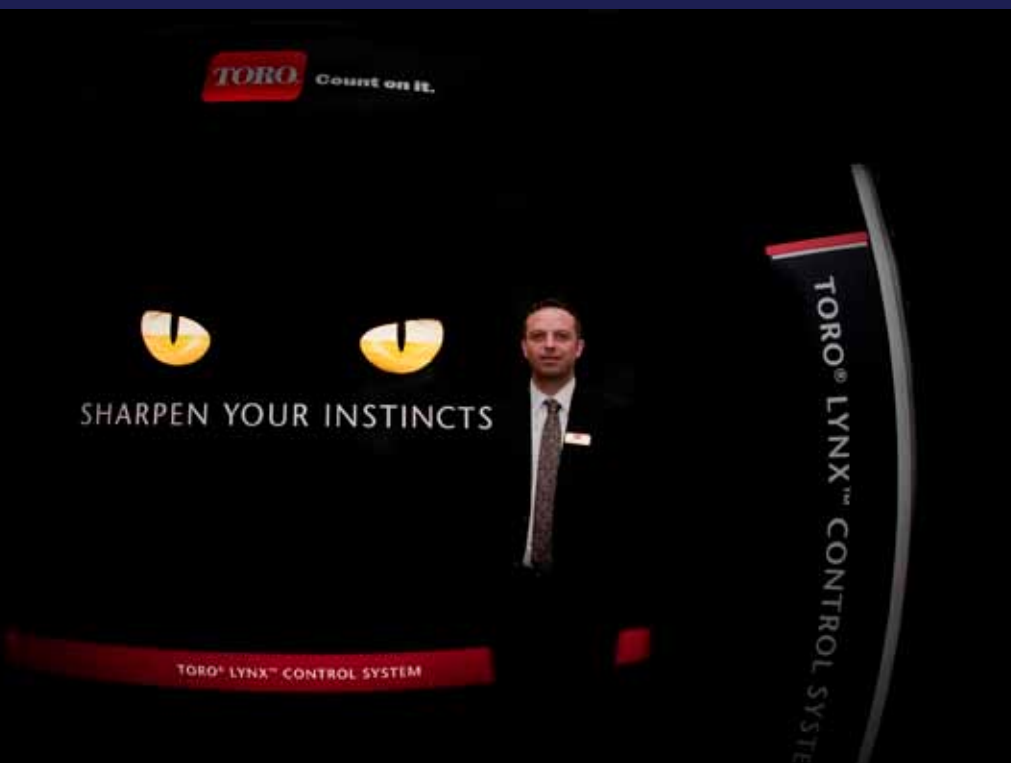 TORO. Count on it.
SHARPEN YOUR INSTINCTS
TORO® LYNX™ CONTROL SYSTEM
TORO® LYNX™ CONTROL SYSTE